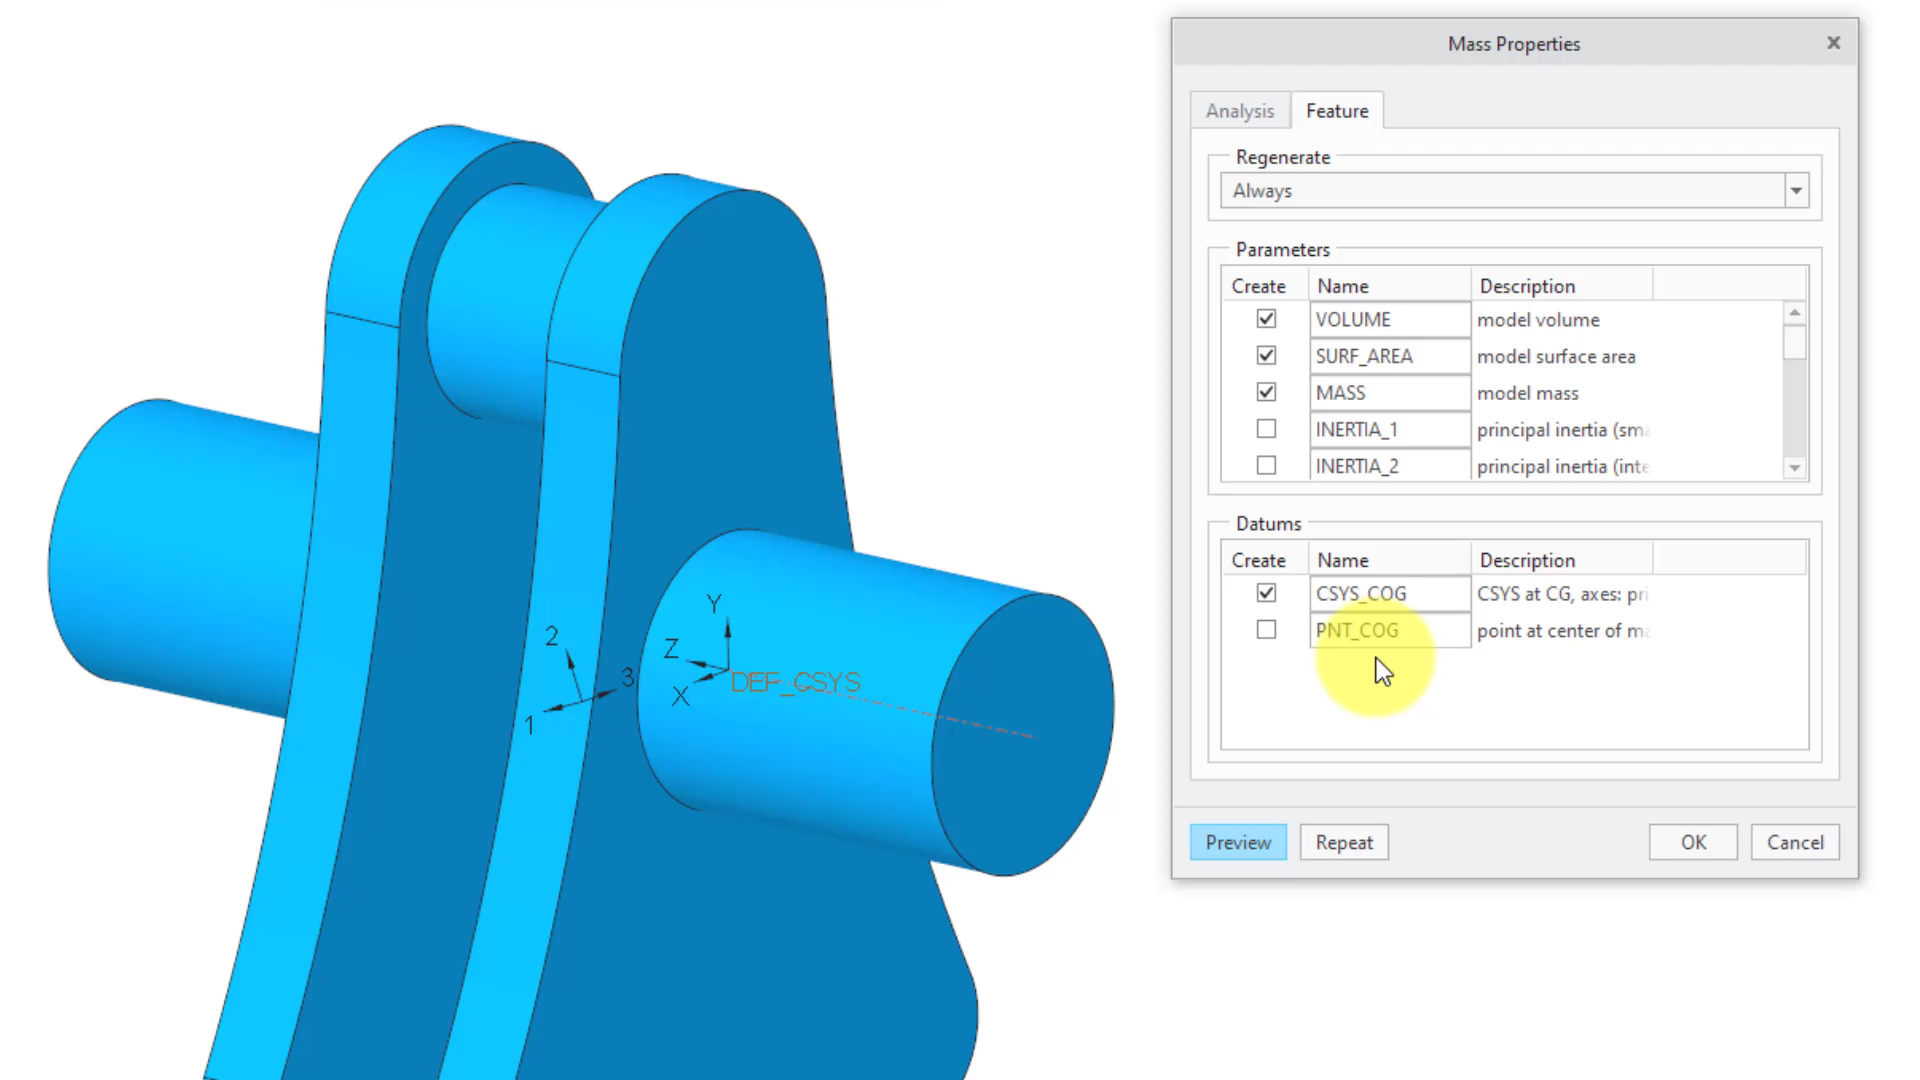 Mass Properties
Analysis
Feature
Regenerate
Always
Parameters
Create Name Description
VOLUME model volume
SURF_AREA model surface area
MASS model mass
INERTIA_1 principal inertia (sma
INERTIA_2 principal inertia (inte
Datums
Create Name Description
CSYS_COG CSYS at CG, axes: pri
PNT_COG point at center of ma
Preview
Repeat
OK
Cancel
Y
Z
X
DEF_CSYS
2
3
1